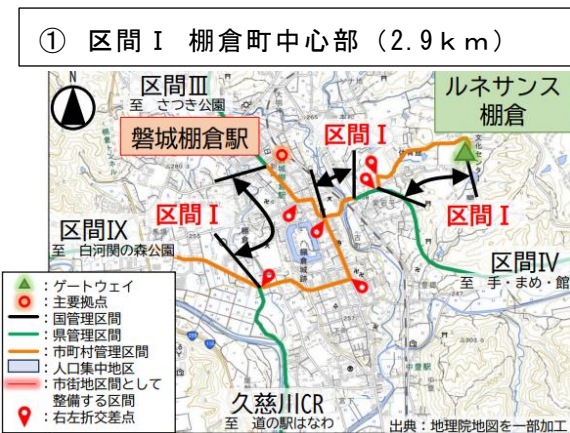 ① 区間Ⅰ 棚倉町中心部（2.9ｋｍ）
区間Ⅲ
至 さつき公園
ルネサンス
棚倉
磐城棚倉駅
区間Ⅰ
区間Ⅰ
区間Ⅰ
区間Ⅸ
至 白河関の森公園
区間Ⅳ
至 手・まめ・館
棚倉城跡
中豊駅
：ゲートウェイ
：主要拠点
：国管理区間
：県管理区間
：市町村管理区間
：人口集中地区
：市街地区間として
整備する区間
：右左折交差点
久慈川CR
至 道の駅はなわ
出典：地理院地図を一部加工